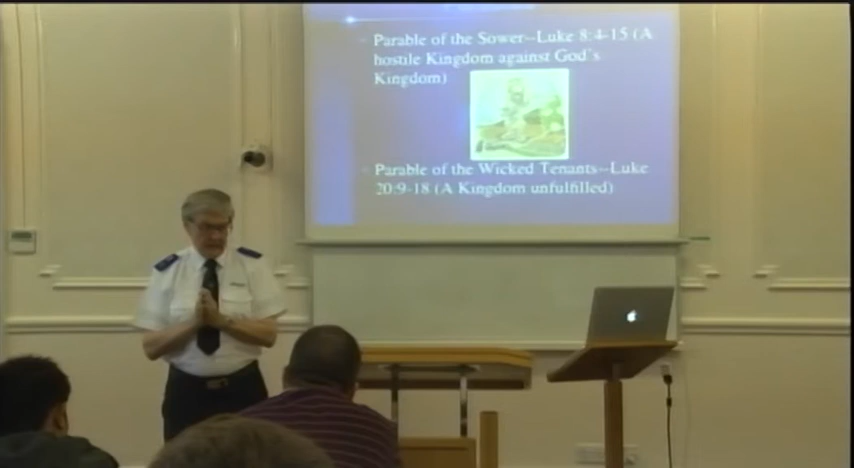 Parable of the Sower--Luke 8:4-15 (A
hostile Kingdom against God's
Kingdom)
Parable of the Wicked Tenants--Luke
20:9-18 (A Kingdom unfulfilled)